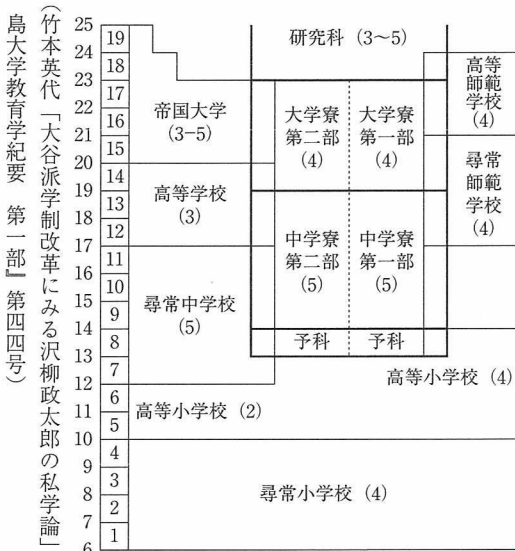 （竹本英代「大谷派学制改革にみる沢柳政太郎の私学論」
島大学教育学紀要　第一部』第四四号）
25
24
23
22
21
20
19
18
17
16
15
14
13
12
11
10
9
8
7
6
19
18
17
16
15
14
13
12
11
10
9
8
7
6
5
4
3
2
1
研究科（3～5）
帝国大学
（3−5）
大学寮
第二部
（4）
大学寮
第一部
（4）
高等
師範
学校
（4）
高等学校
（3）
尋常
師範
学校
（4）
中学寮
第二部
（5）
中学寮
第一部
（5）
尋常中学校
（5）
予科
予科
高等小学校（4）
高等小学校（2）
尋常小学校（4）